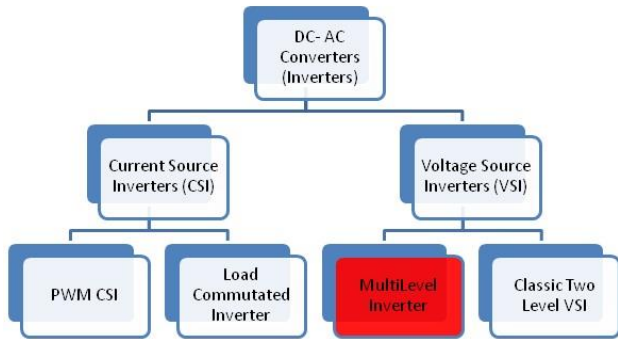 DC- AC
Converters
(Inverters)
Current Source
Inverters (CSI)
Voltage Source
Inverters (VSI)
PWM CSI
Load
Commutated
Inverter
MultiLevel
Inverter
Classic Two
Level VSI